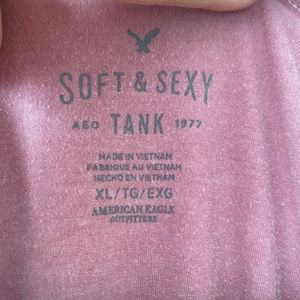 SOFT & SEXY
AEO TANK 1977
MADE IN VIETNAM
FABRIQUÉ AU VIETNAM
HECHO EN VIETNAM
XL/TG/EXG
AMERICAN EAGLE
OUTFITTERS